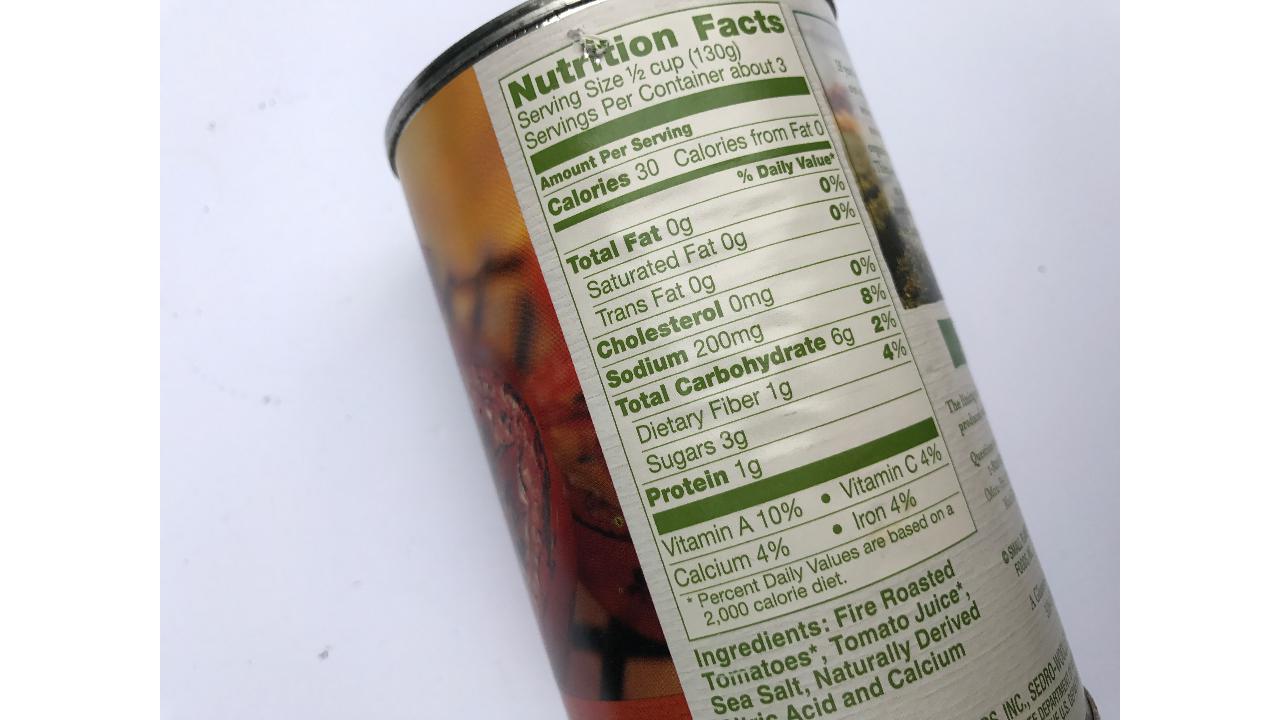 Nutrition Facts
Serving Size ½ cup (130g)
Servings Per Container about 3
Amount Per Serving
Calories 30 Calories from Fat 0
% Daily Value*
Total Fat 0g 0%
Saturated Fat 0g 0%
Trans Fat 0g
Cholesterol 0mg 0%
Sodium 200mg 8%
Total Carbohydrate 6g 2%
Dietary Fiber 1g 4%
Sugars 3g
Protein 1g
Vitamin A 10% • Vitamin C 4%
Calcium 4% • Iron 4%
* Percent Daily Values are based on a
2,000 calorie diet.
Ingredients: Fire Roasted
Tomatoes*, Tomato Juice*,
Sea Salt, Naturally Derived
Acid and Calcium
INC., SEDRO-WOO